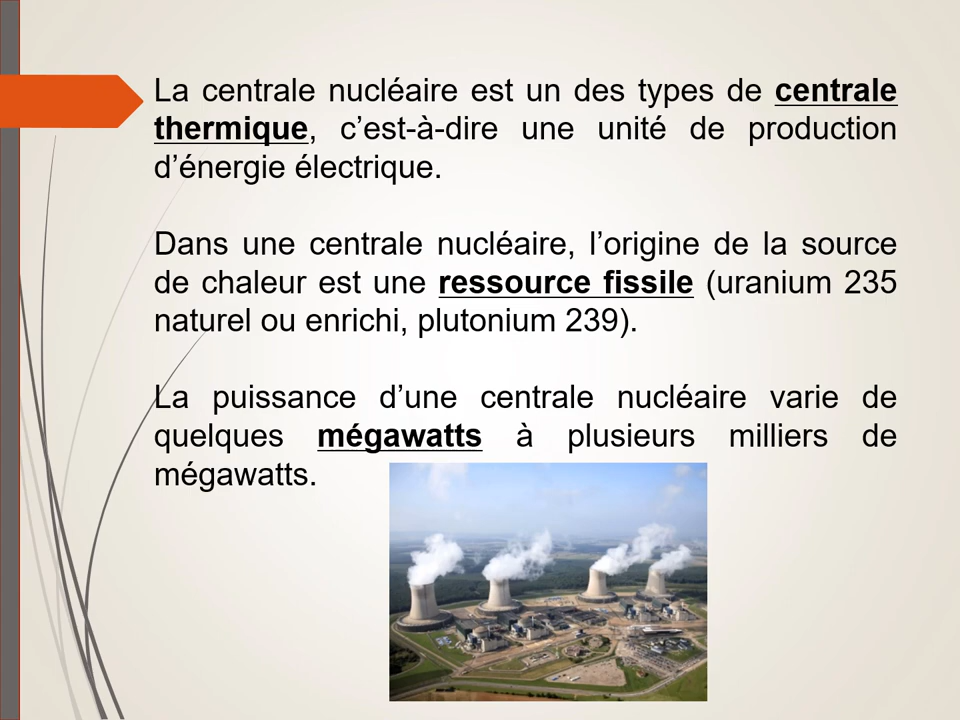 La centrale nucléaire est un des types de centrale
thermique, c’est-à-dire une unité de production
d’énergie électrique.
Dans une centrale nucléaire, l’origine de la source
de chaleur est une ressource fissile (uranium 235
naturel ou enrichi, plutonium 239).
La puissance d’une centrale nucléaire varie de
quelques mégawatts à plusieurs milliers de
mégawatts.